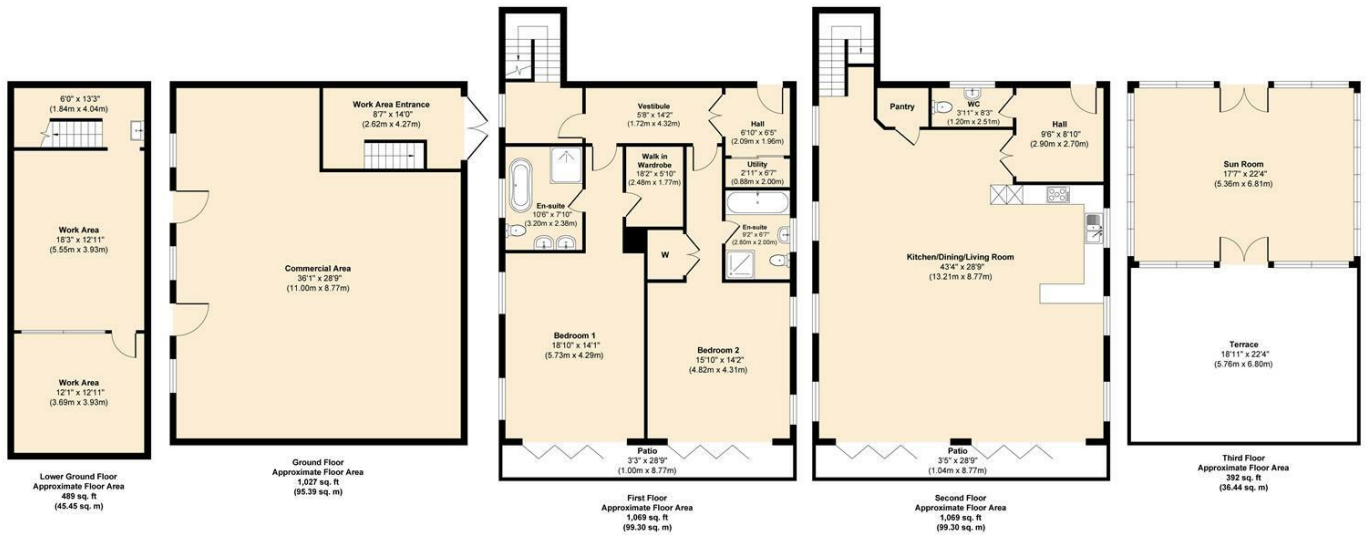 6'0" x 13'3"
(1.84m x 4.04m)
Work Area
18'3" x 12'11"
(5.55m x 3.93m)
Work Area
12'1" x 12'11"
(3.69m x 3.93m)
Lower Ground Floor
Approximate Floor Area
489 sq. ft
(45.45 sq. m)
Work Area Entrance
8'7" x 14'0"
(2.62m x 4.27m)
Commercial Area
36'1" x 28'9"
(11.00m x 8.77m)
Ground Floor
Approximate Floor Area
1,027 sq. ft
(95.39 sq. m)
Vestibule
5'8" x 14'2"
(1.72m x 4.32m)
Hall
6'10" x 6'5"
(2.09m x 1.96m)
Walk in
Wardrobe
18'2" x 5'10"
(2.48m x 1.77m)
Utility
2'11" x 6'7"
(0.88m x 2.00m)
En-suite
10'6" x 7'10"
(3.20m x 2.38m)
En-suite
9'2" x 6'7"
(2.80m x 2.00m)
W
Bedroom 1
18'10" x 14'1"
(5.73m x 4.29m)
Bedroom 2
15'10" x 14'2"
(4.82m x 4.31m)
Patio
3'3" x 28'9"
(1.00m x 8.77m)
First Floor
Approximate Floor Area
1,069 sq. ft
(99.30 sq. m)
Pantry
WC
3'11" x 8'3"
(1.20m x 2.51m)
Hall
9'6" x 8'10"
(2.90m x 2.70m)
Kitchen/Dining/Living Room
43'4" x 28'9"
(13.21m x 8.77m)
Patio
3'5" x 28'9"
(1.04m x 8.77m)
Second Floor
Approximate Floor Area
1,069 sq. ft
(99.30 sq. m)
Sun Room
17'7" x 22'4"
(5.36m x 6.81m)
Terrace
18'11" x 22'4"
(5.76m x 6.80m)
Third Floor
Approximate Floor Area
392 sq. ft
(36.44 sq. m)